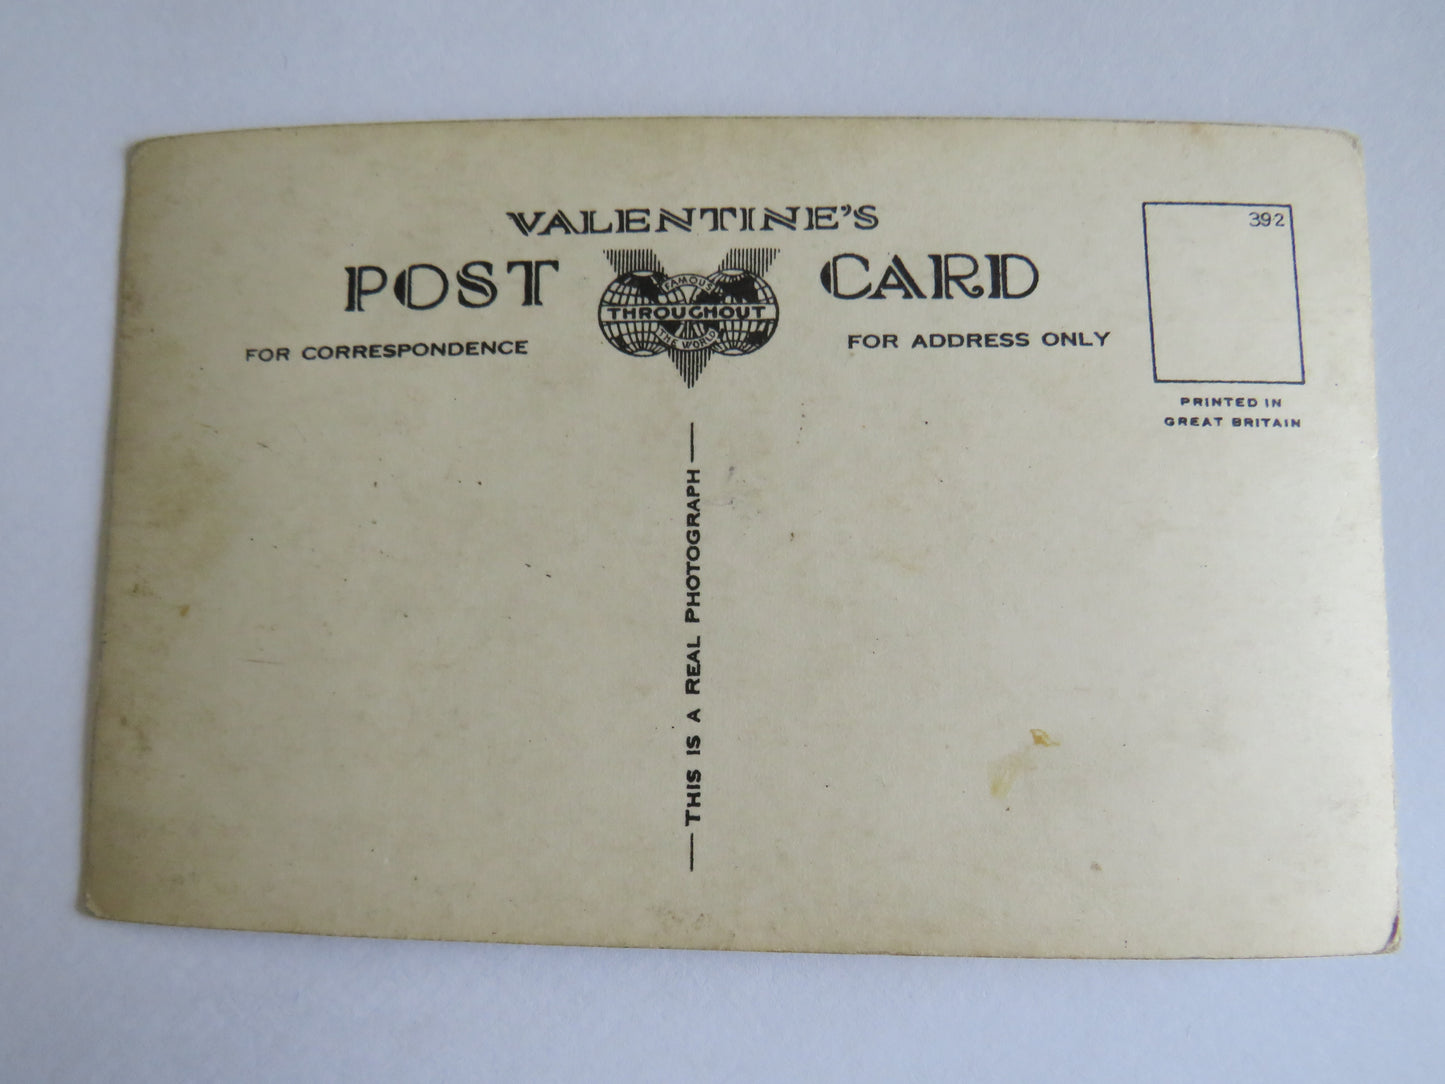 VALENTINE'S
POST CARD
FAMOUS
THROUGHOUT
THE WORLD
FOR CORRESPONDENCE
FOR ADDRESS ONLY
392
PRINTED IN
GREAT BRITAIN
THIS IS A REAL PHOTOGRAPH